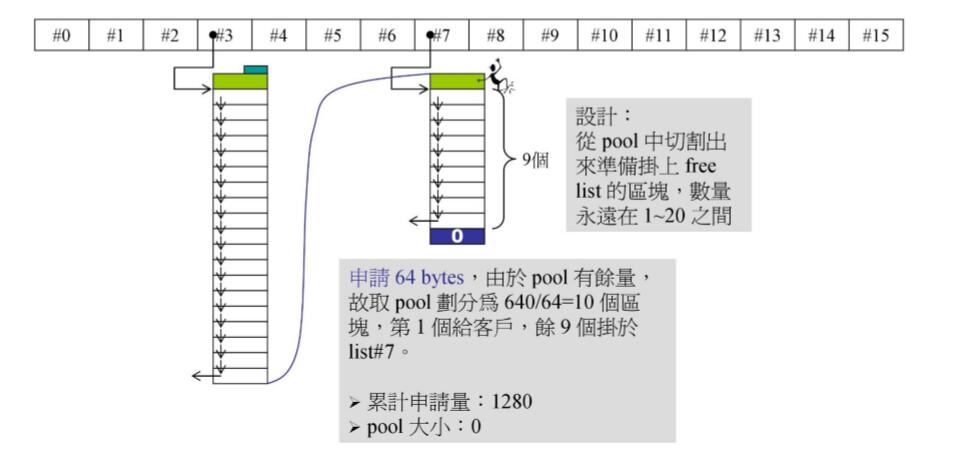 #0 #1 #2 #3 #4 #5 #6 #7 #8 #9 #10 #11 #12 #13 #14 #15
9個
0
設計：
從 pool 中切割出
來準備掛上 free
list 的區塊，數量
永遠在 1~20 之間
申請 64 bytes，由於 pool 有餘量，
故取 pool 劃分爲 640/64=10 個區
塊，第 1 個給客戶，餘 9 個掛於
list#7。
➢ 累計申請量：1280
➢ pool 大小：0